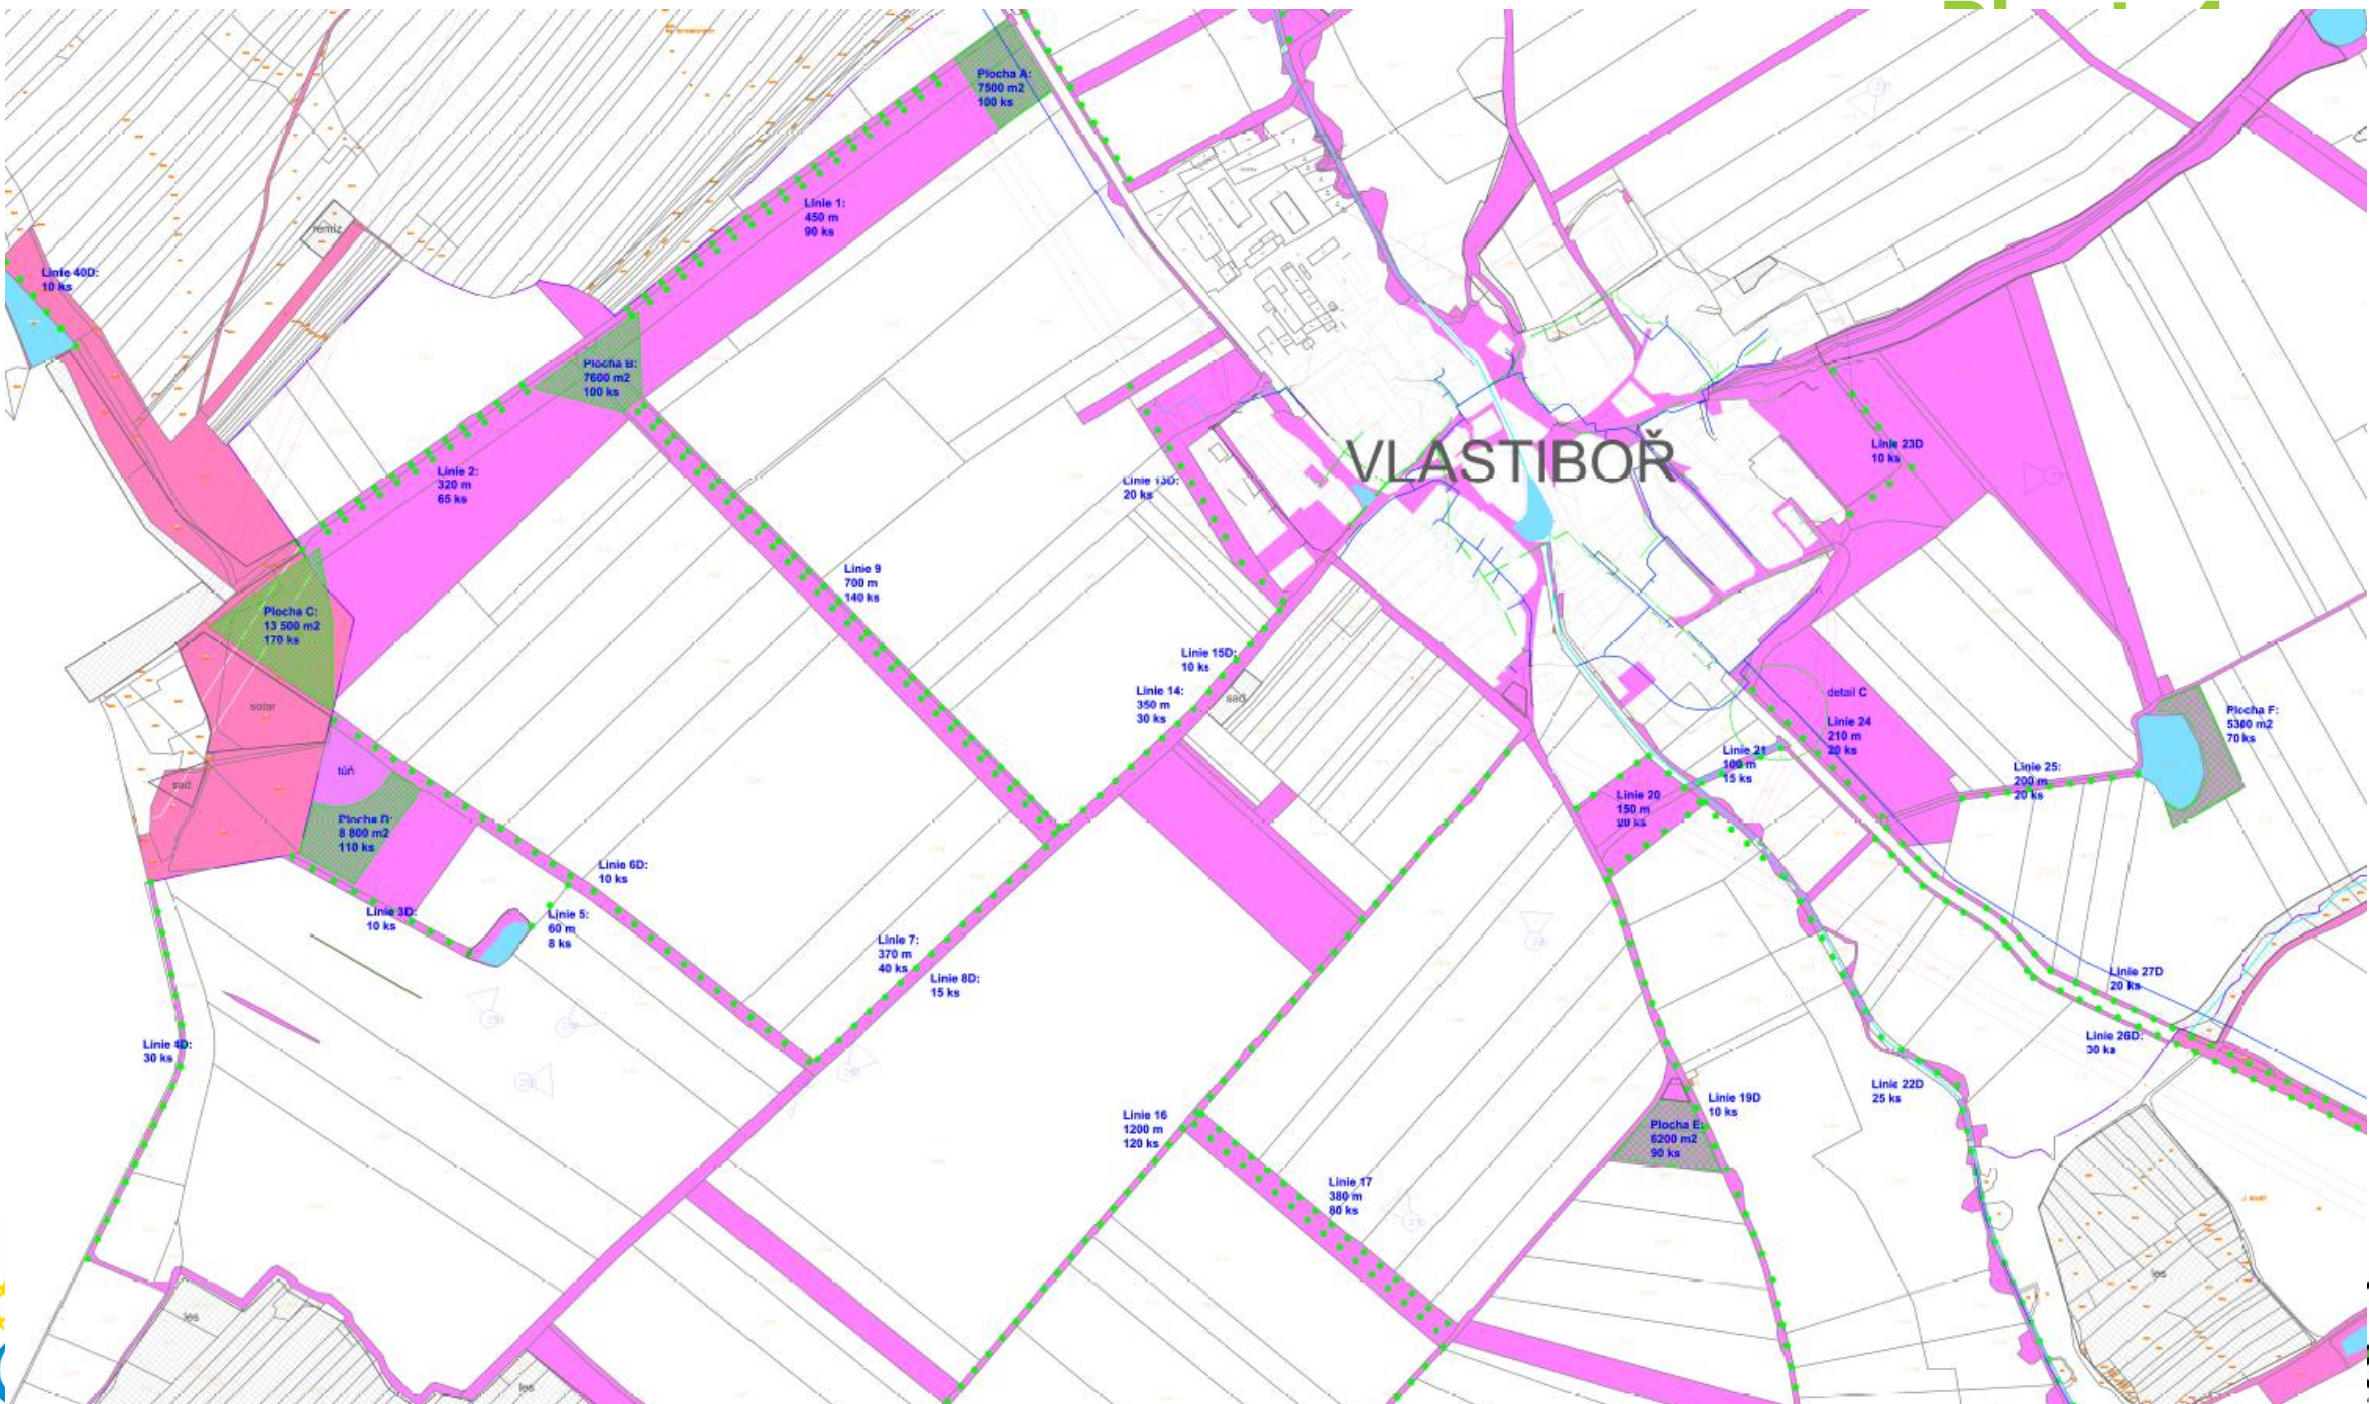 Plocha A:
7500 m2
100 ks
Linie 1:
450 m
90 ks
remíz
Linie 40D:
10 ks
Plocha B:
7600 m2
100 ks
Linie 2:
320 m
65 ks
VLASTIBOŘ
Linie 13D:
20 ks
Linie 23D
10 ks
Linie 9
700 m
140 ks
Plocha C:
13 500 m2
170 ks
Linie 15D:
10 ks
Linie 14:
350 m
30 ks
sad
solar
detail C
Linie 24
210 m
20 ks
Plocha F:
5300 m2
70 ks
Linie 21
100 m
15 ks
Linie 25:
200 m
20 ks
tůň
sad
Linie 20
150 m
20 ks
Plocha D:
8 800 m2
110 ks
Linie 6D:
10 ks
Linie 3D:
10 ks
Linie 5:
60 m
8 ks
Linie 7:
370 m
40 ks
Linie 8D:
15 ks
Linie 27D
20 ks
Linie 4D:
30 ks
Linie 26D:
30 ks
Linie 22D
25 ks
Linie 19D
10 ks
Linie 16
1200 m
120 ks
Plocha E:
6200 m2
90 ks
Linie 17
380 m
80 ks
les
les
les